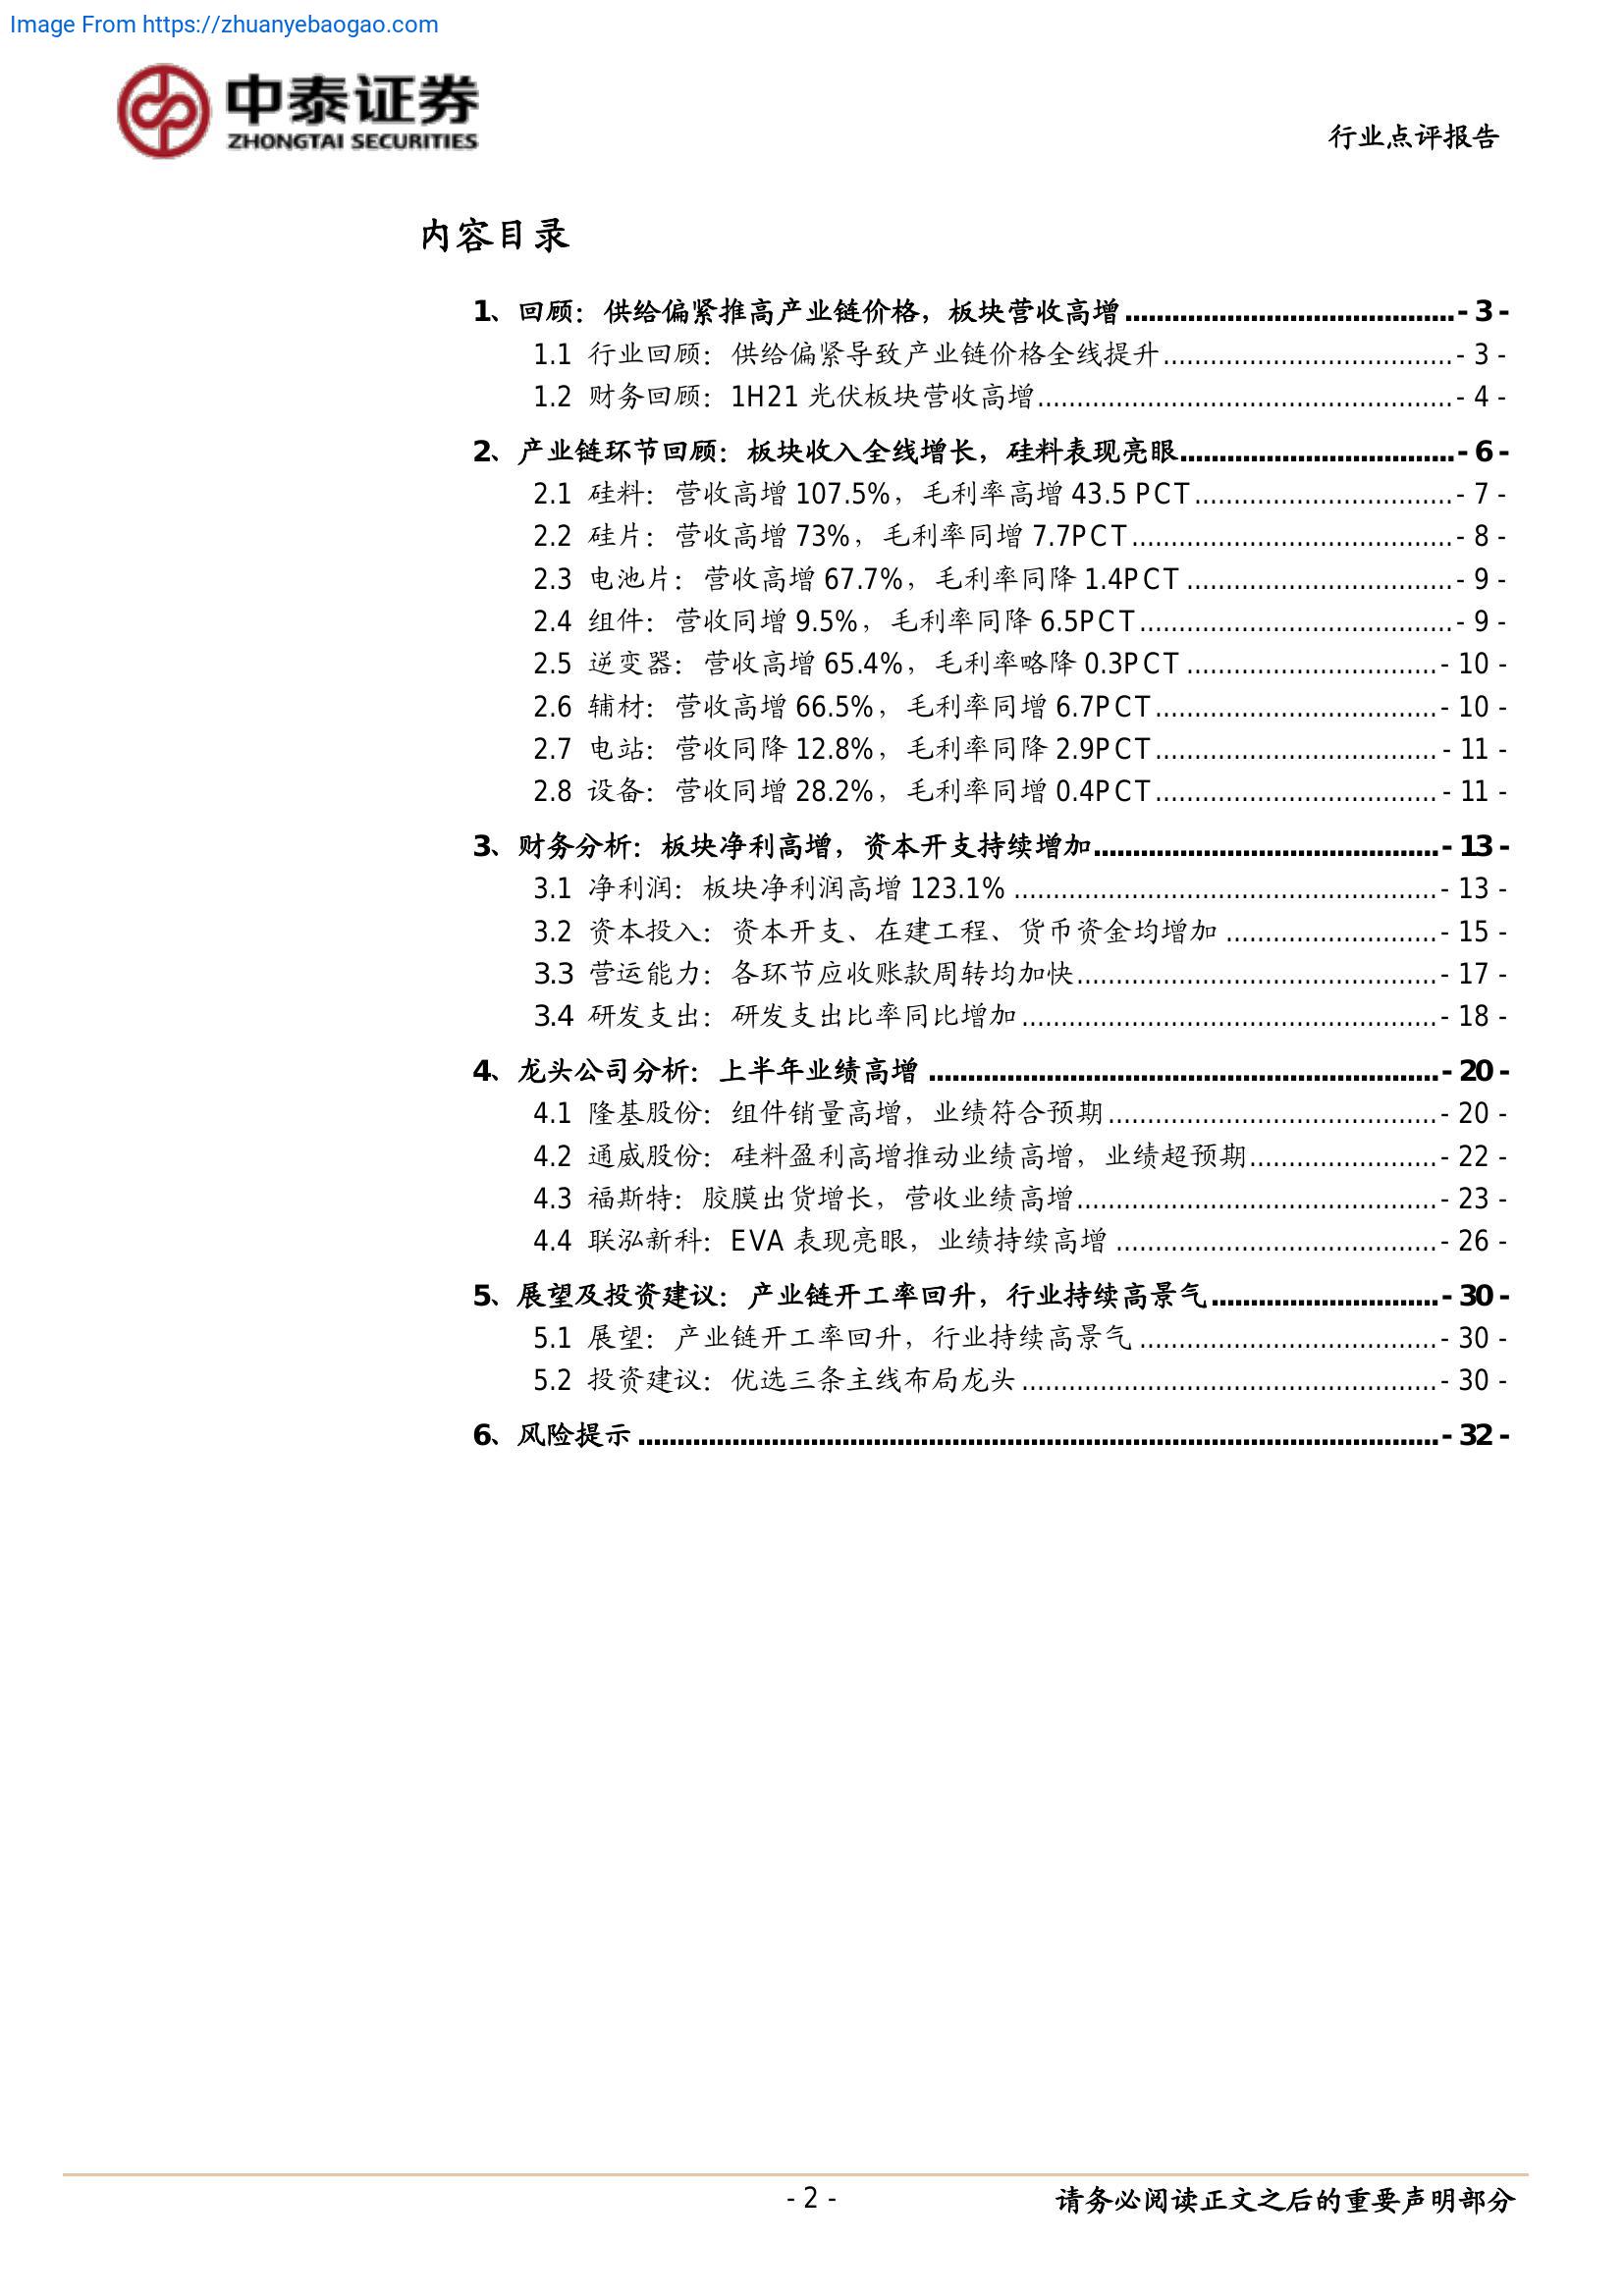 Image From https://zhuanyebaogao.com
中泰证券
ZHONGTAI SECURITIES
行业点评报告
内容目录
1、回顾：供给偏紧推高产业链价格，板块营收高增..........................................- 3 -
1.1 行业回顾：供给偏紧导致产业链价格全线提升.....................................- 3 -
1.2 财务回顾：1H21 光伏板块营收高增.....................................................- 4 -
2、产业链环节回顾：板块收入全线增长，硅料表现亮眼...................................- 6 -
2.1 硅料：营收高增 107.5%，毛利率高增 43.5 PCT.................................- 7 -
2.2 硅片：营收高增 73%，毛利率同增 7.7PCT.........................................- 8 -
2.3 电池片：营收高增 67.7%，毛利率同降 1.4PCT..................................- 9 -
2.4 组件：营收同增 9.5%，毛利率同降 6.5PCT........................................- 9 -
2.5 逆变器：营收高增 65.4%，毛利率略降 0.3PCT................................- 10 -
2.6 辅材：营收高增 66.5%，毛利率同增 6.7PCT....................................- 10 -
2.7 电站：营收同降 12.8%，毛利率同降 2.9PCT....................................- 11 -
2.8 设备：营收同增 28.2%，毛利率同增 0.4PCT....................................- 11 -
3、财务分析：板块净利高增，资本开支持续增加............................................- 13 -
3.1 净利润：板块净利润高增 123.1%......................................................- 13 -
3.2 资本投入：资本开支、在建工程、货币资金均增加...........................- 15 -
3.3 营运能力：各环节应收账款周转均加快..............................................- 17 -
3.4 研发支出：研发支出比率同比增加.....................................................- 18 -
4、龙头公司分析：上半年业绩高增.................................................................- 20 -
4.1 隆基股份：组件销量高增，业绩符合预期..........................................- 20 -
4.2 通威股份：硅料盈利高增推动业绩高增，业绩超预期........................- 22 -
4.3 福斯特：胶膜出货增长，营收业绩高增..............................................- 23 -
4.4 联泓新科：EVA 表现亮眼，业绩持续高增.........................................- 26 -
5、展望及投资建议：产业链开工率回升，行业持续高景气.............................- 30 -
5.1 展望：产业链开工率回升，行业持续高景气......................................- 30 -
5.2 投资建议：优选三条主线布局龙头.....................................................- 30 -
6、风险提示......................................................................................................- 32 -
- 2 -
请务必阅读正文之后的重要声明部分